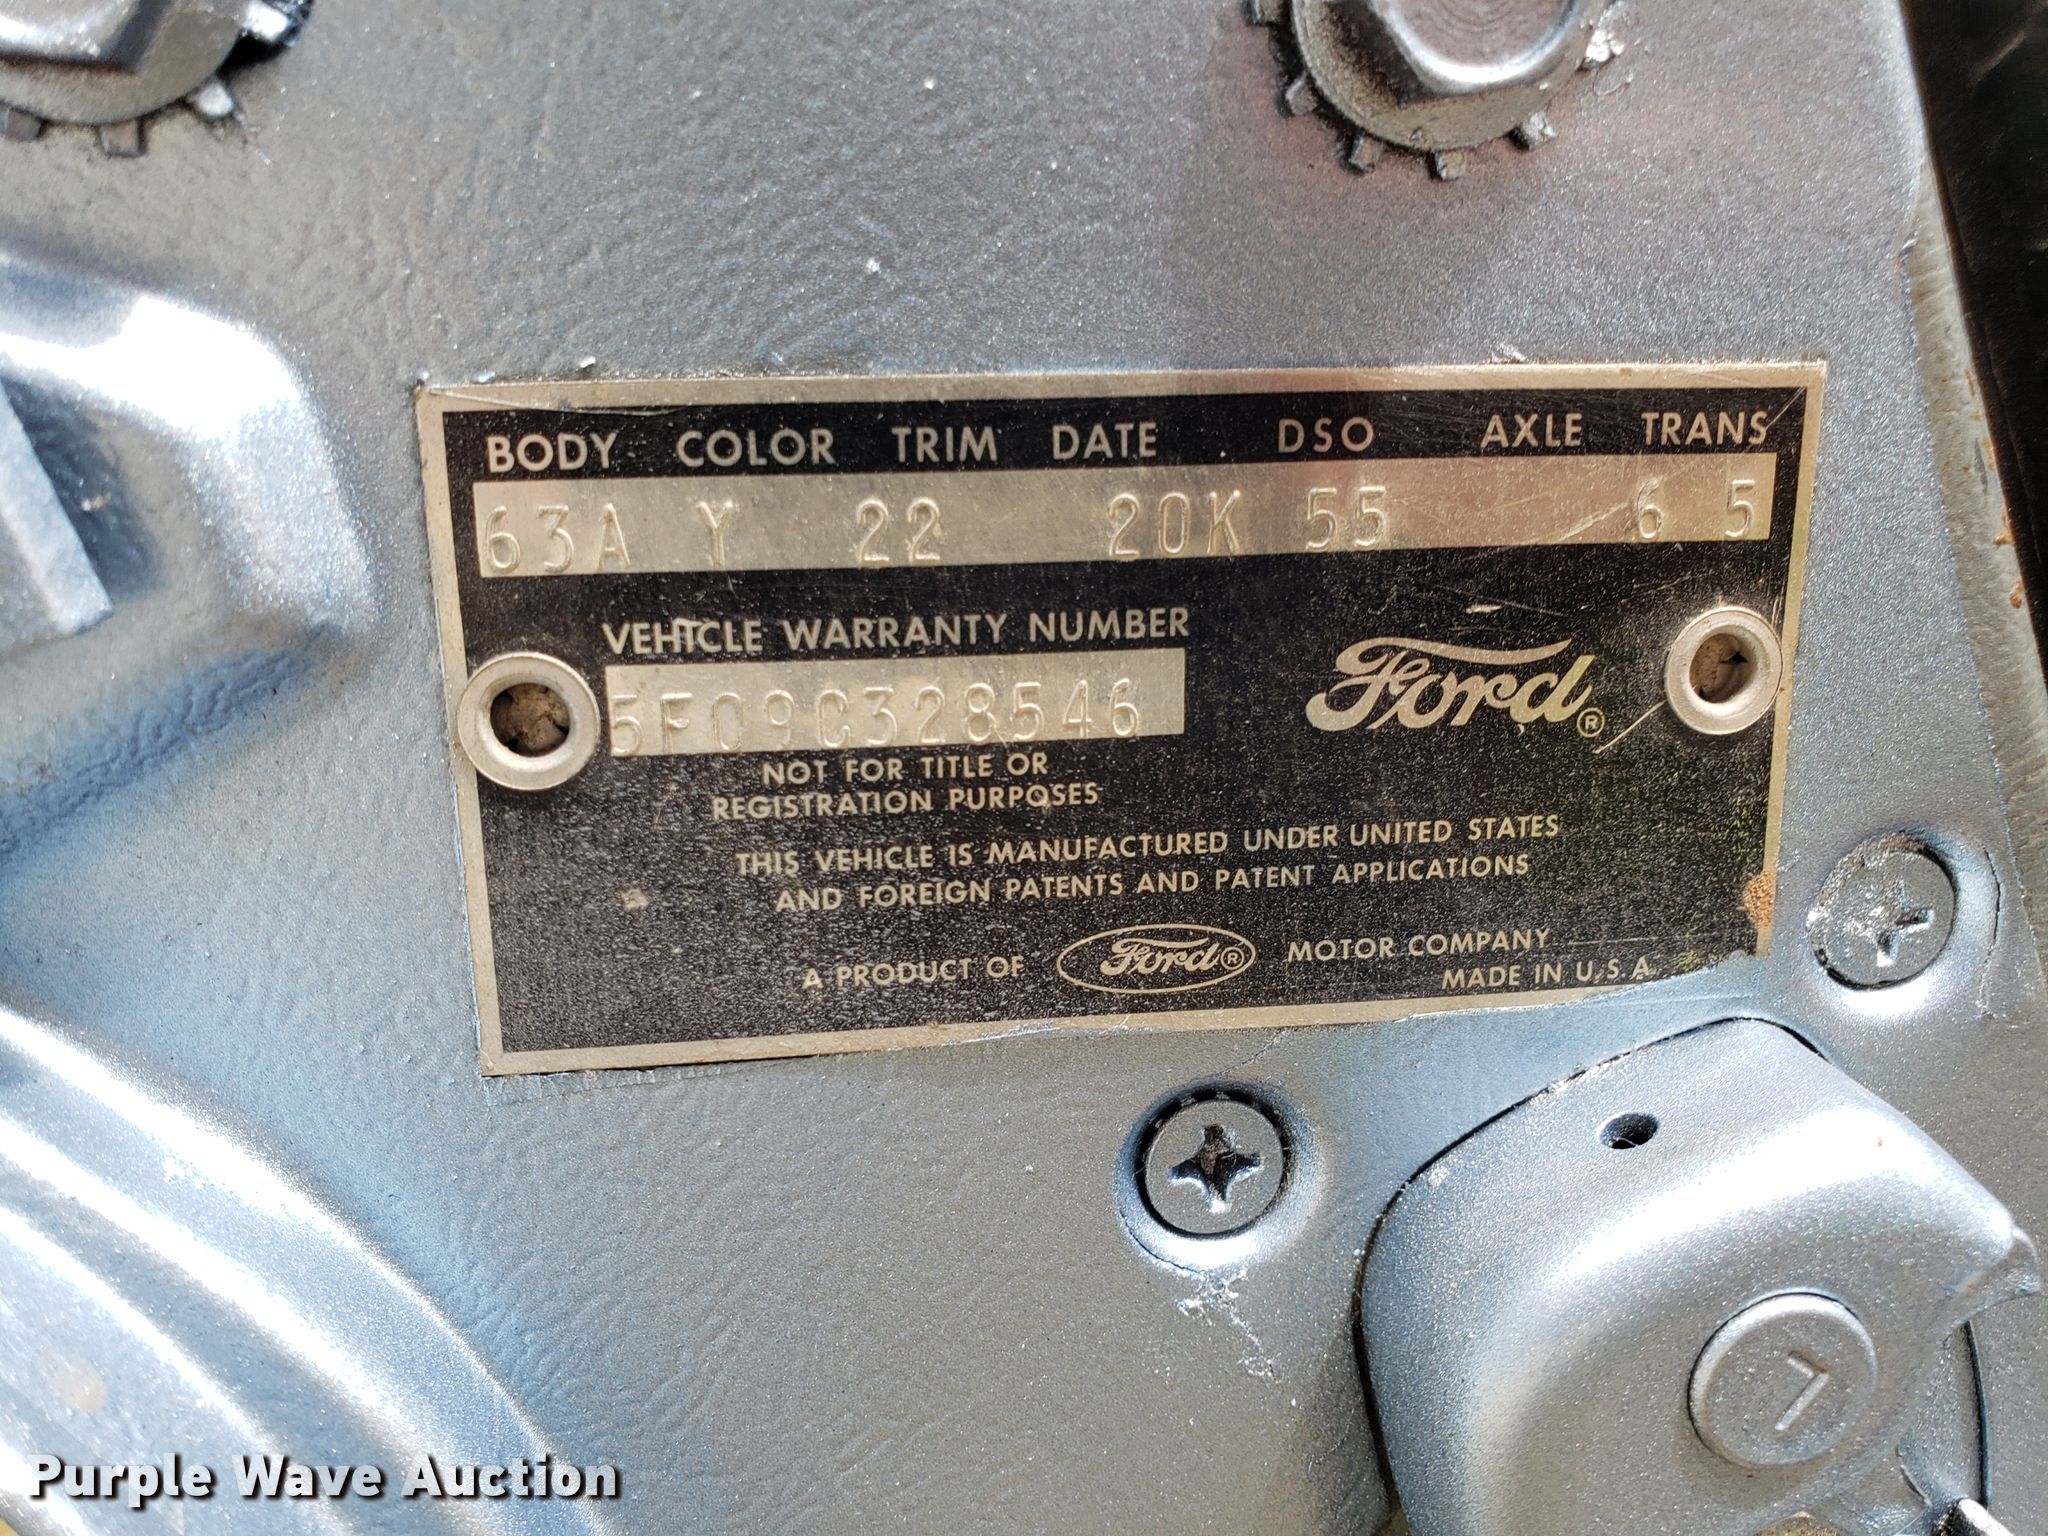 BODY COLOR TRIM DATE DSO AXLE TRANS
63A Y 22 20K 55 6 5
VEHICLE WARRANTY NUMBER
5F09C328546
Ford®
NOT FOR TITLE OR
REGISTRATION PURPOSES
THIS VEHICLE IS MANUFACTURED UNDER UNITED STATES
AND FOREIGN PATENTS AND PATENT APPLICATIONS
A PRODUCT OF Ford® MOTOR COMPANY
MADE IN U.S.A
L
Purple Wave Auction